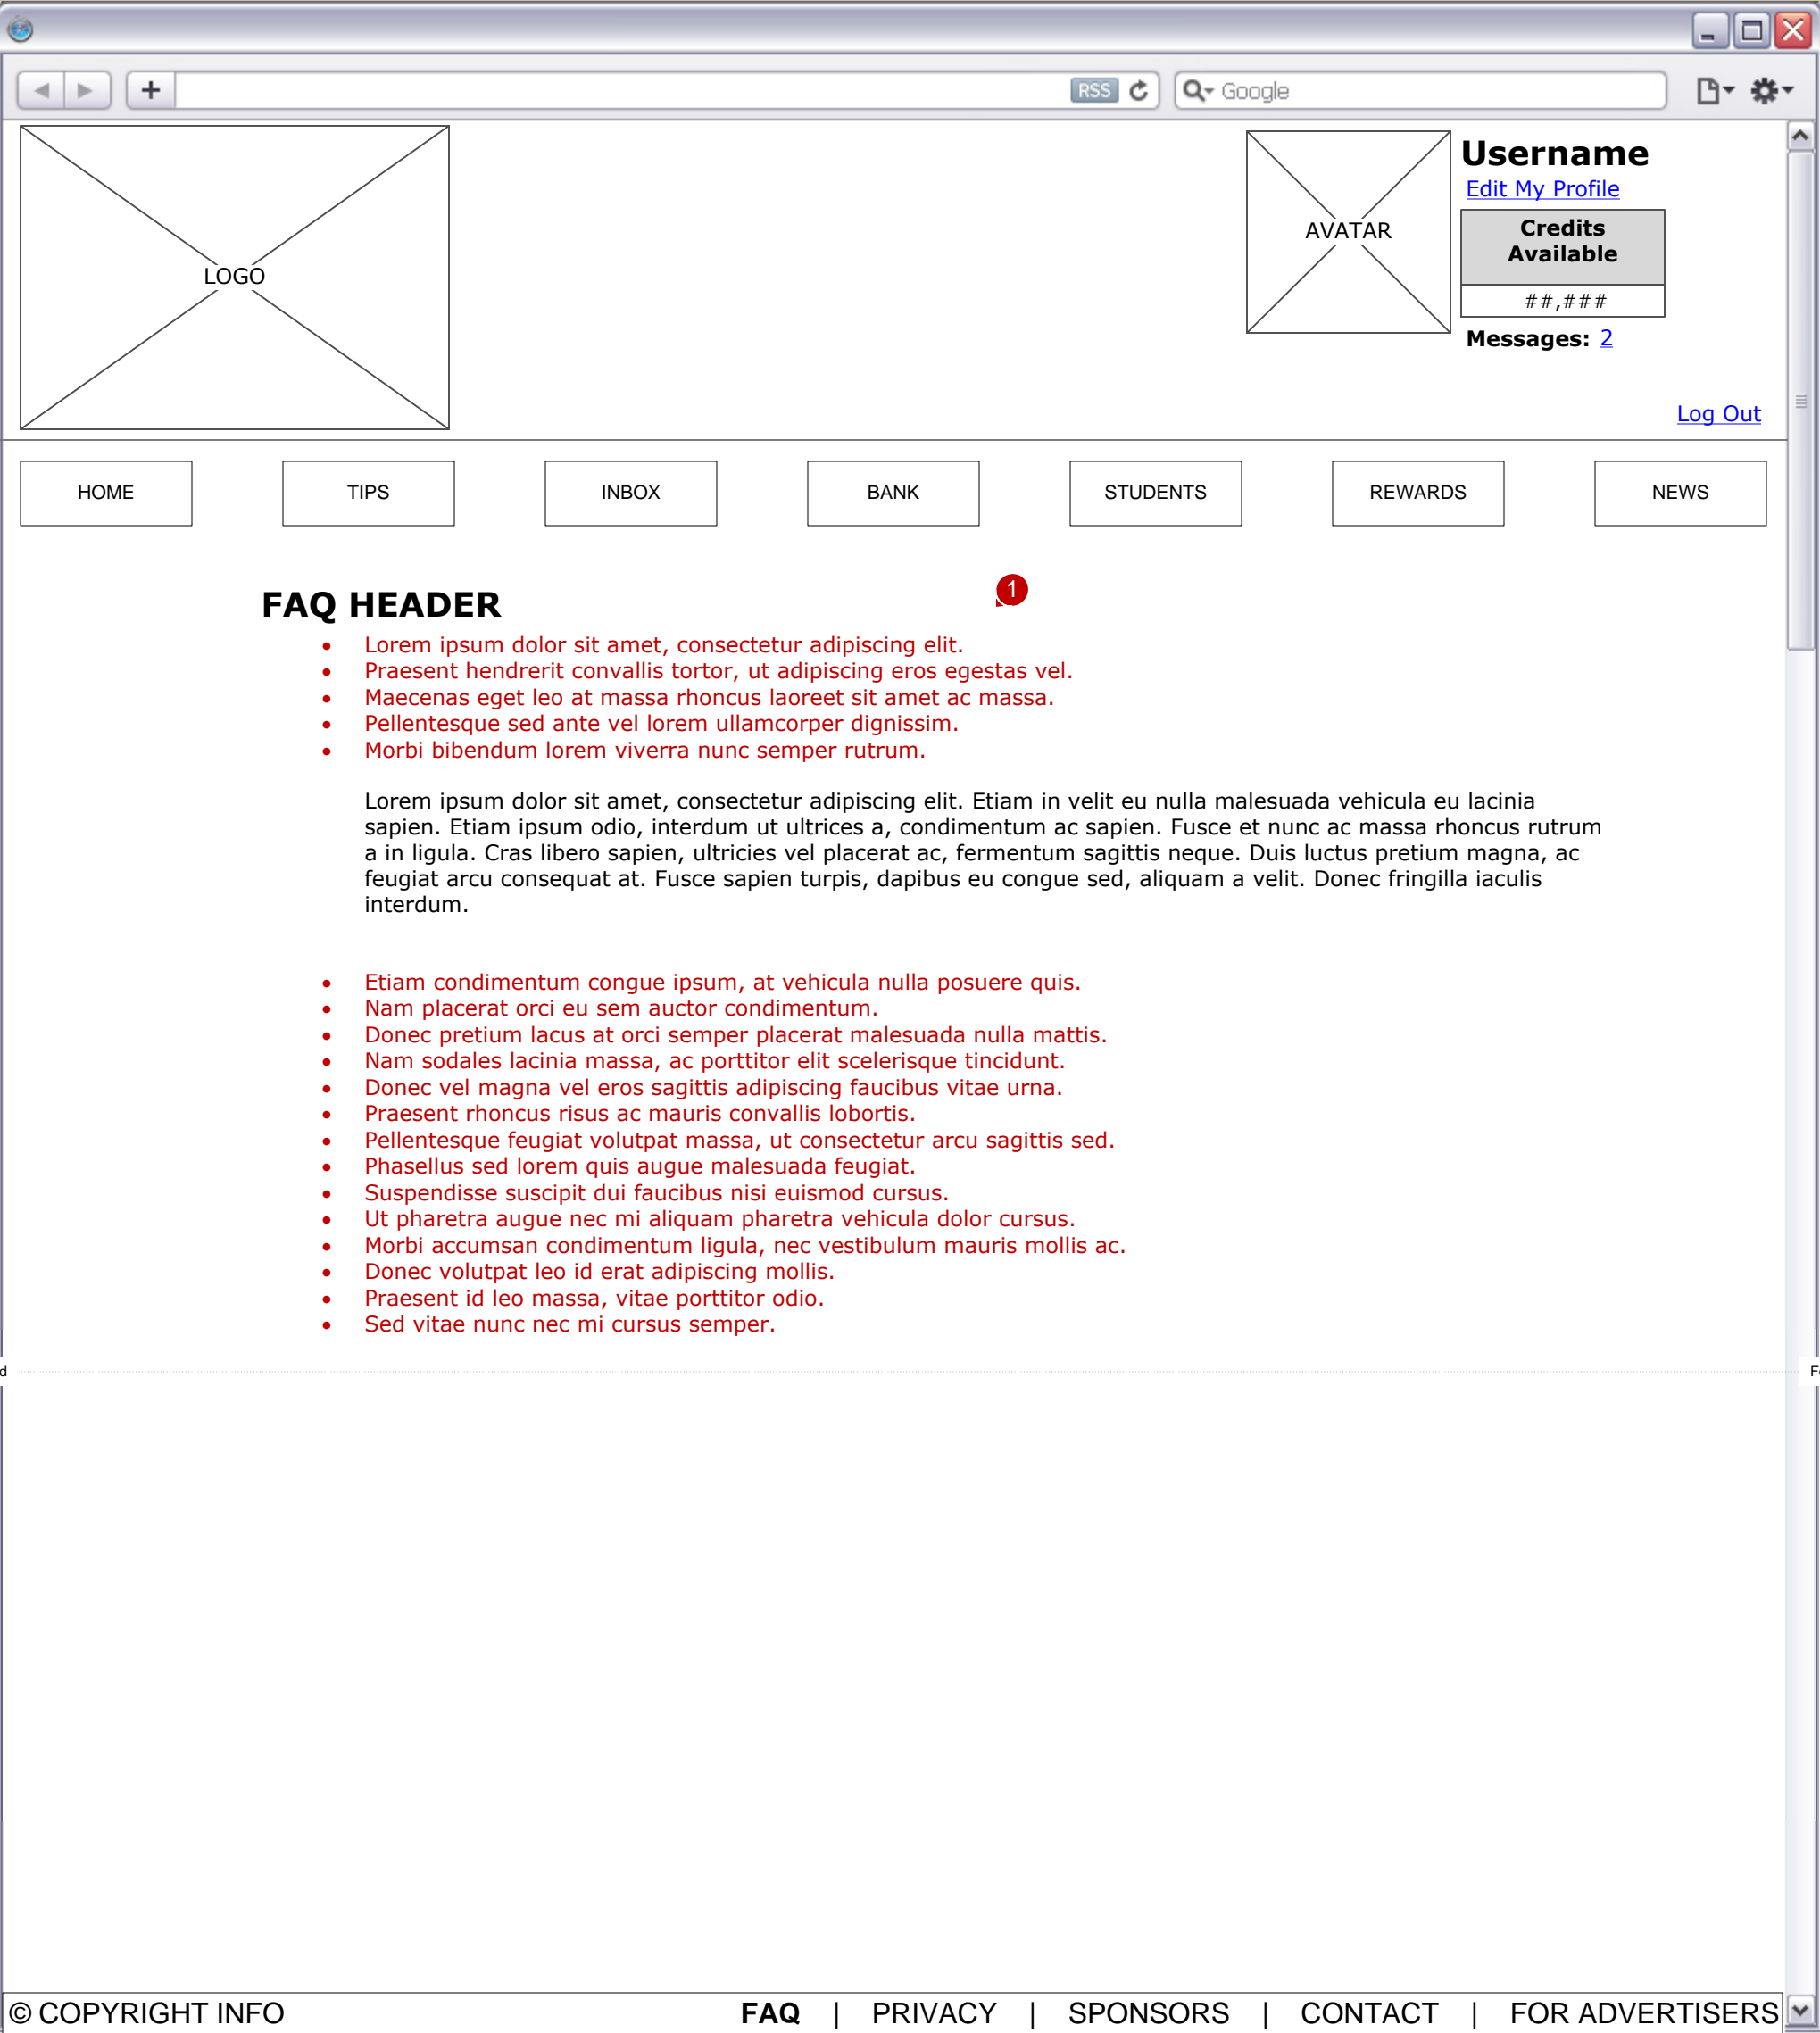 RSS
Google
LOGO
AVATAR
Username
Edit My Profile
Credits
Available
##,###
Messages: 2
Log Out
HOME
TIPS
INBOX
BANK
STUDENTS
REWARDS
NEWS
1
FAQ HEADER
• Lorem ipsum dolor sit amet, consectetur adipiscing elit.
• Praesent hendrerit convallis tortor, ut adipiscing eros egestas vel.
• Maecenas eget leo at massa rhoncus laoreet sit amet ac massa.
• Pellentesque sed ante vel lorem ullamcorper dignissim.
• Morbi bibendum lorem viverra nunc semper rutrum.
Lorem ipsum dolor sit amet, consectetur adipiscing elit. Etiam in velit eu nulla malesuada vehicula eu lacinia
sapien. Etiam ipsum odio, interdum ut ultrices a, condimentum ac sapien. Fusce et nunc ac massa rhoncus rutrum
a in ligula. Cras libero sapien, ultricies vel placerat ac, fermentum sagittis neque. Duis luctus pretium magna, ac
feugiat arcu consequat at. Fusce sapien turpis, dapibus eu congue sed, aliquam a velit. Donec fringilla iaculis
interdum.
• Etiam condimentum congue ipsum, at vehicula nulla posuere quis.
• Nam placerat orci eu sem auctor condimentum.
• Donec pretium lacus at orci semper placerat malesuada nulla mattis.
• Nam sodales lacinia massa, ac porttitor elit scelerisque tincidunt.
• Donec vel magna vel eros sagittis adipiscing faucibus vitae urna.
• Praesent rhoncus risus ac mauris convallis lobortis.
• Pellentesque feugiat volutpat massa, ut consectetur arcu sagittis sed.
• Phasellus sed lorem quis augue malesuada feugiat.
• Suspendisse suscipit dui faucibus nisi euismod cursus.
• Ut pharetra augue nec mi aliquam pharetra vehicula dolor cursus.
• Morbi accumsan condimentum ligula, nec vestibulum mauris mollis ac.
• Donec volutpat leo id erat adipiscing mollis.
• Praesent id leo massa, vitae porttitor odio.
• Sed vitae nunc nec mi cursus semper.
© COPYRIGHT INFO
FAQ | PRIVACY | SPONSORS | CONTACT | FOR ADVERTISERS